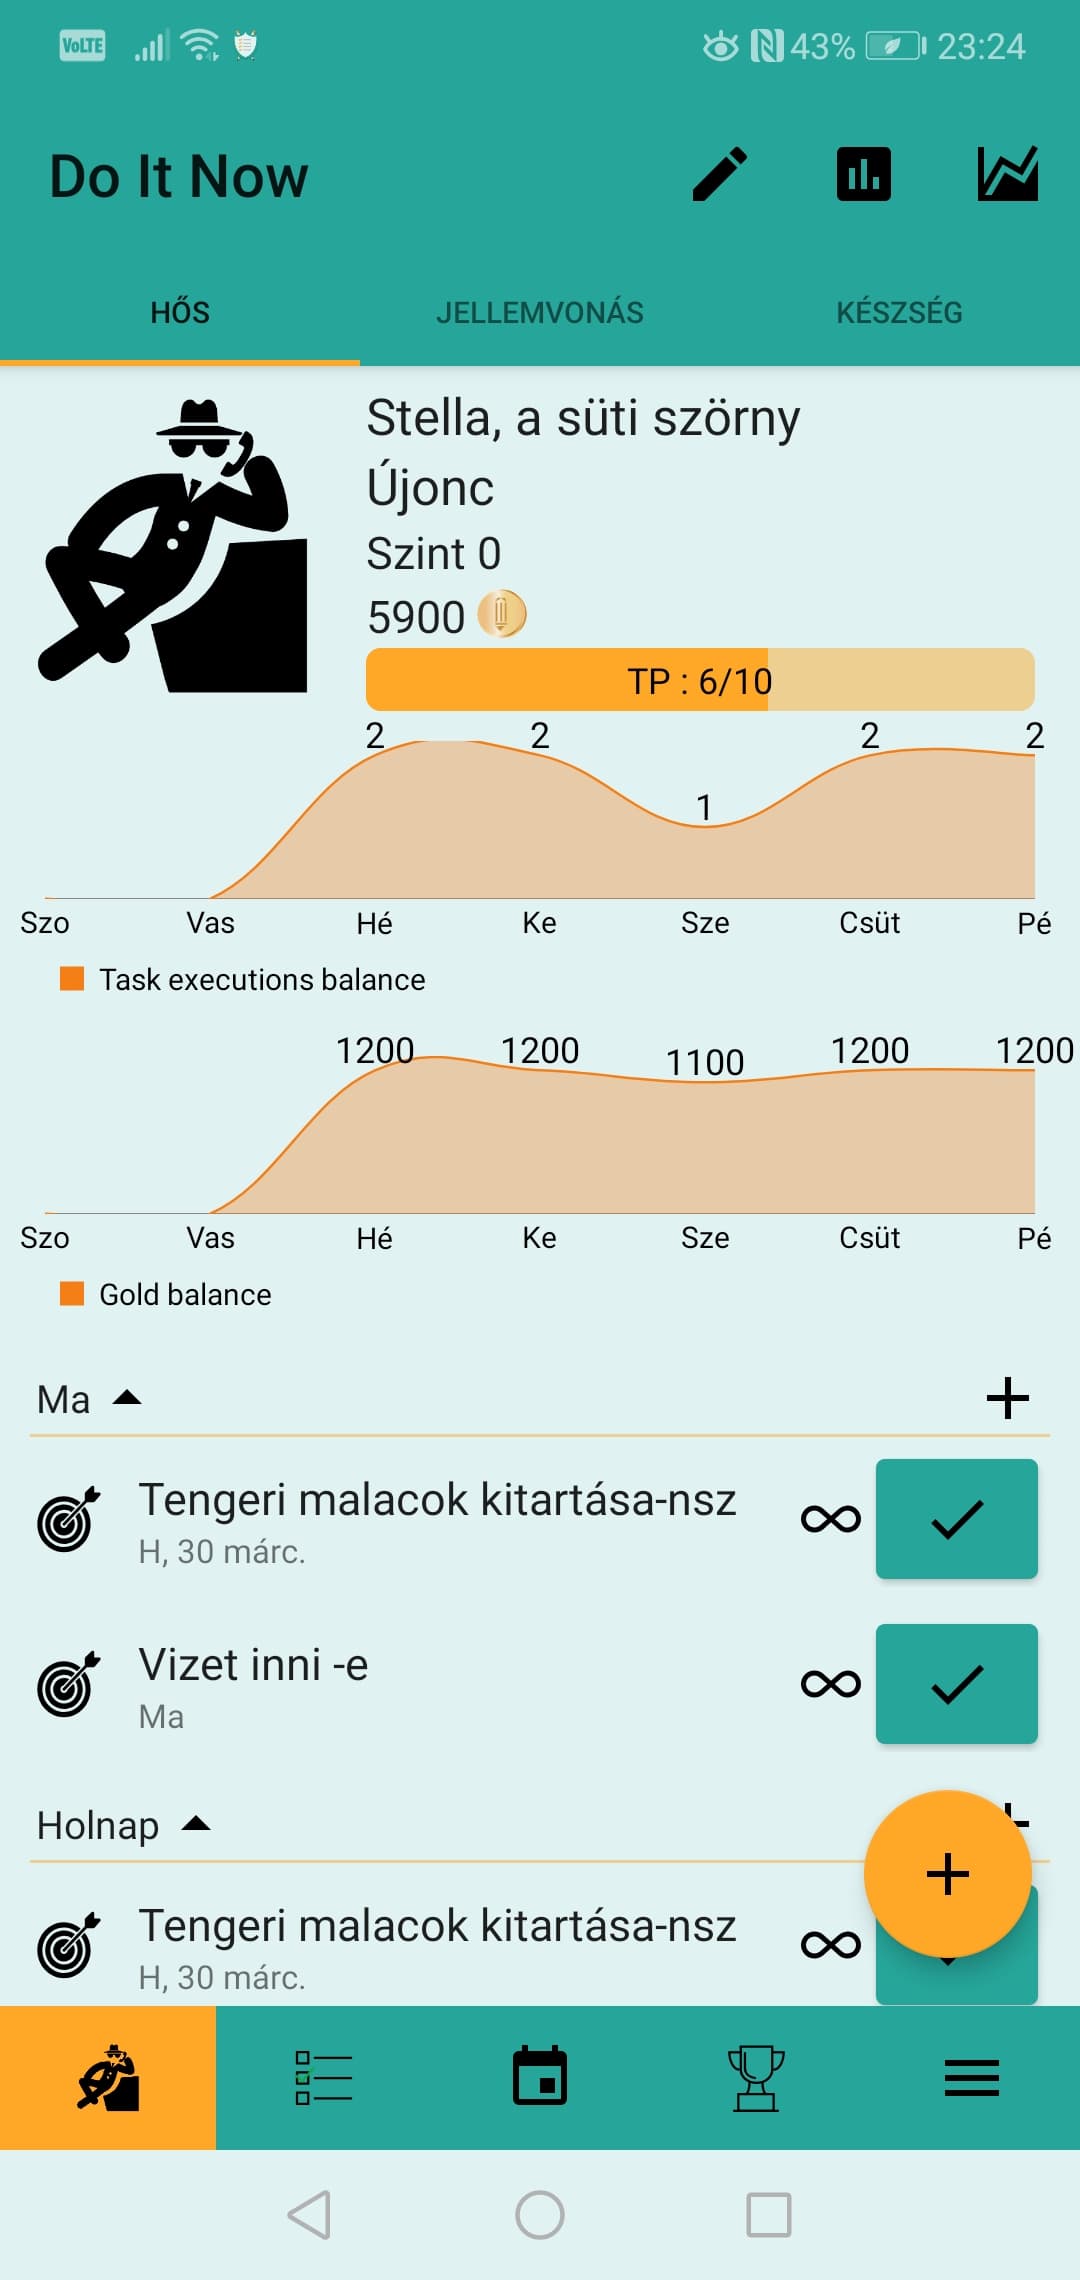 VoLTE 43% 23:24
Do It Now
HŐS JELLEMVONÁS KÉSZSÉG
Stella, a süti szörny
Újonc
Szint 0
5900
TP : 6/10
2 2 1 2 2
Szo Vas Hé Ke Sze Csüt Pé
Task executions balance
1200 1200 1100 1200 1200
Szo Vas Hé Ke Sze Csüt Pé
Gold balance
Ma
Tengeri malacok kitartása-nsz
H, 30 márc.
Vizet inni -e
Ma
Holnap
Tengeri malacok kitartása-nsz
H, 30 márc.